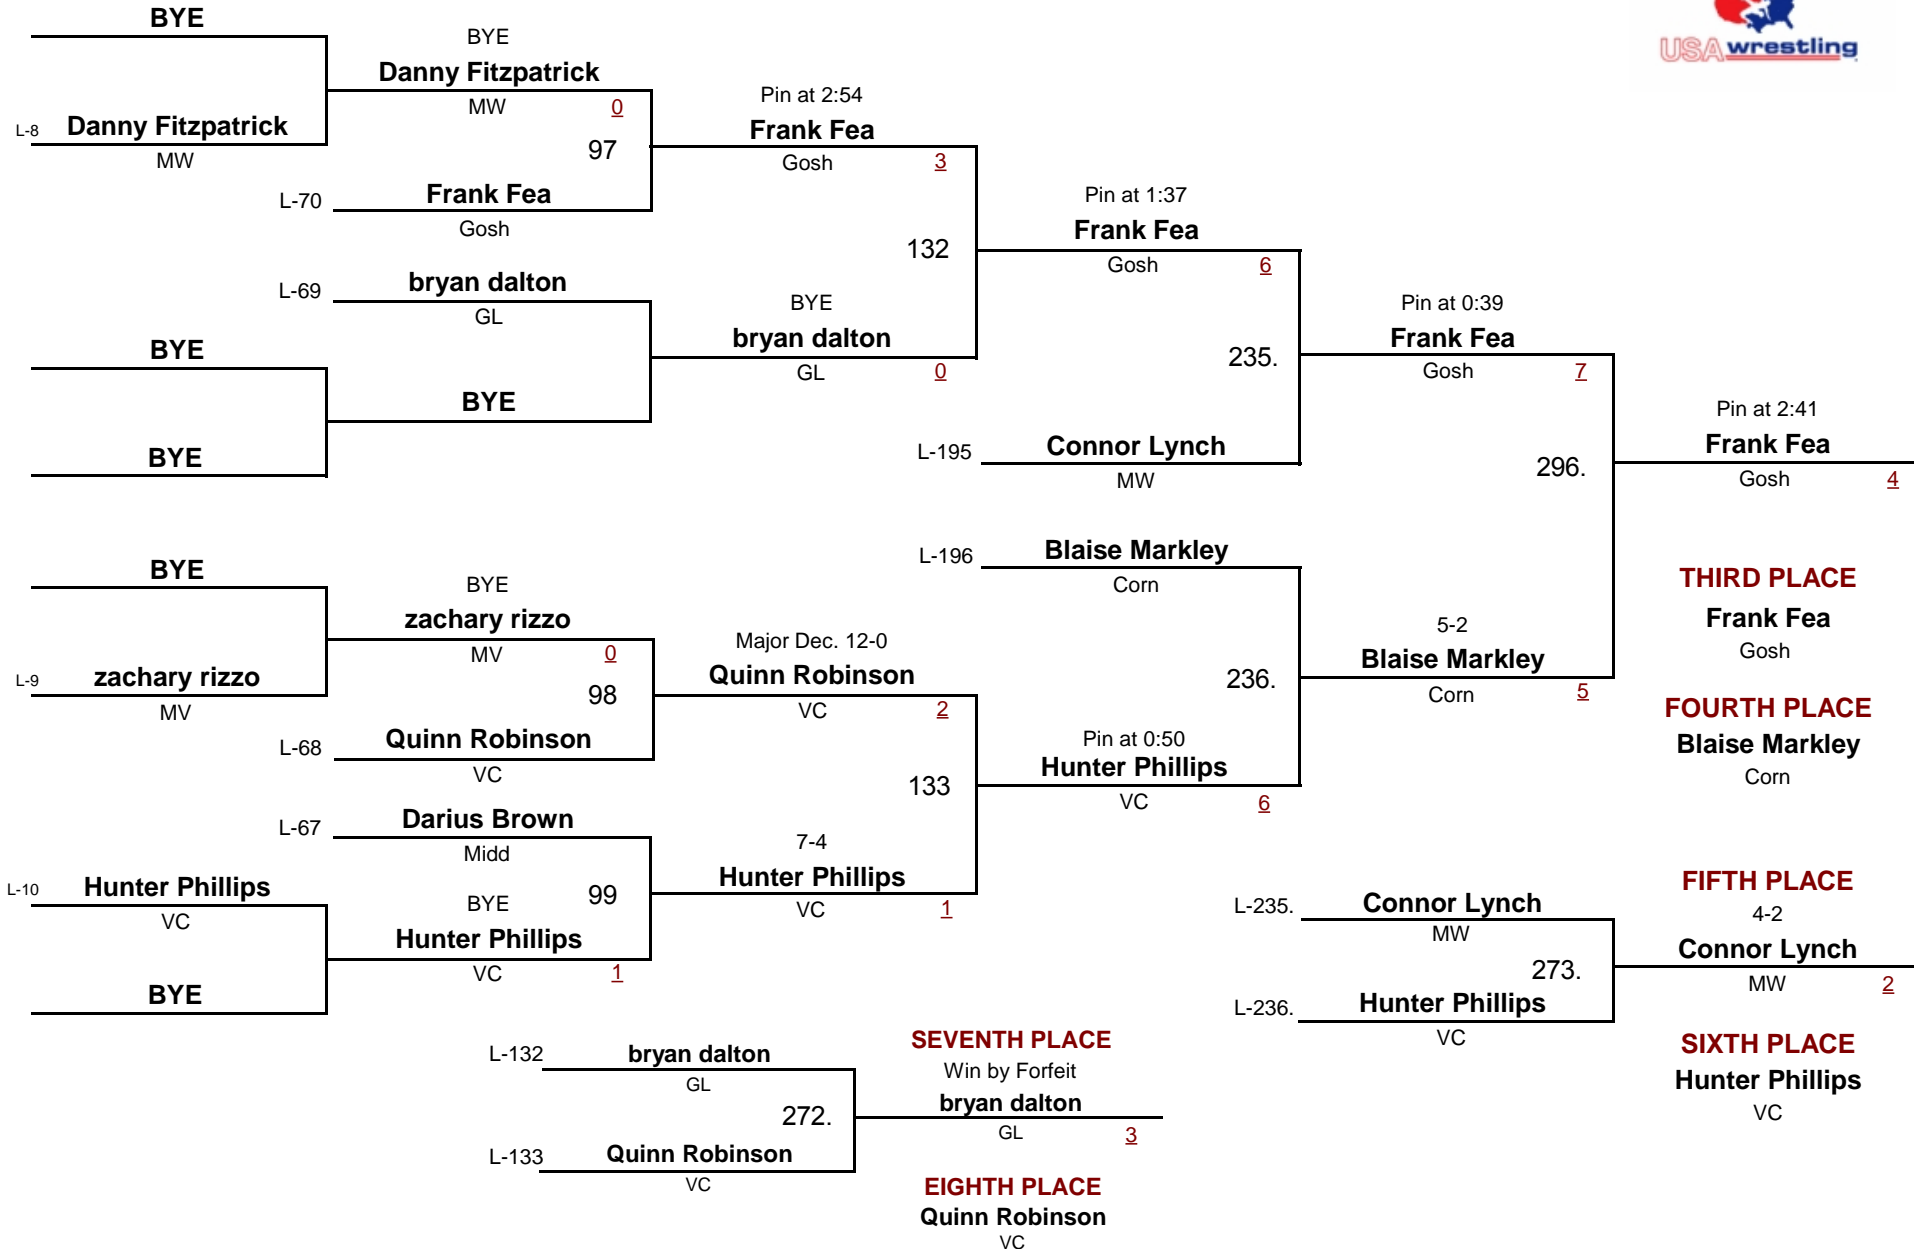 BYE
BYE
Danny Fitzpatrick
MW
0
L-8
Danny Fitzpatrick
MW
97
L-70
Frank Fea
Gosh
Pin at 2:54
Frank Fea
Gosh
3
L-69
bryan dalton
GL
132
BYE
bryan dalton
GL
0
BYE
BYE
BYE
Pin at 1:37
Frank Fea
Gosh
6
235.
L-195
Connor Lynch
MW
Pin at 0:39
Frank Fea
Gosh
7
296.
Pin at 2:41
Frank Fea
Gosh
4
USA wrestling
BYE
BYE
zachary rizzo
MV
0
L-9
zachary rizzo
MV
98
L-68
Quinn Robinson
VC
Major Dec. 12-0
Quinn Robinson
VC
2
L-67
Darius Brown
Midd
133
99
L-10
Hunter Phillips
VC
BYE
Hunter Phillips
VC
1
BYE
7-4
Hunter Phillips
VC
1
L-196
Blaise Markley
Corn
236.
Pin at 0:50
Hunter Phillips
VC
6
5-2
Blaise Markley
Corn
5
THIRD PLACE
Frank Fea
Gosh
FOURTH PLACE
Blaise Markley
Corn
L-235.
Connor Lynch
MW
273.
L-236.
Hunter Phillips
VC
FIFTH PLACE
4-2
Connor Lynch
MW
2
SIXTH PLACE
Hunter Phillips
VC
L-132
bryan dalton
GL
272.
L-133
Quinn Robinson
VC
SEVENTH PLACE
Win by Forfeit
bryan dalton
GL
3
EIGHTH PLACE
Quinn Robinson
VC